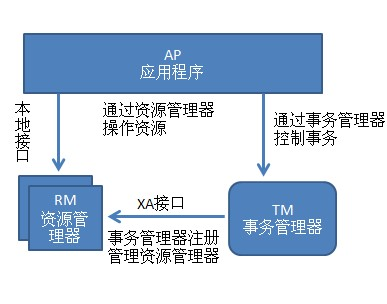 AP
应用程序
本地接口
通过资源管理器
操作资源
通过事务管理器
控制事务
RM
资源管
理器
XA接口
TM
事务管理器
事务管理器注册
管理资源管理器